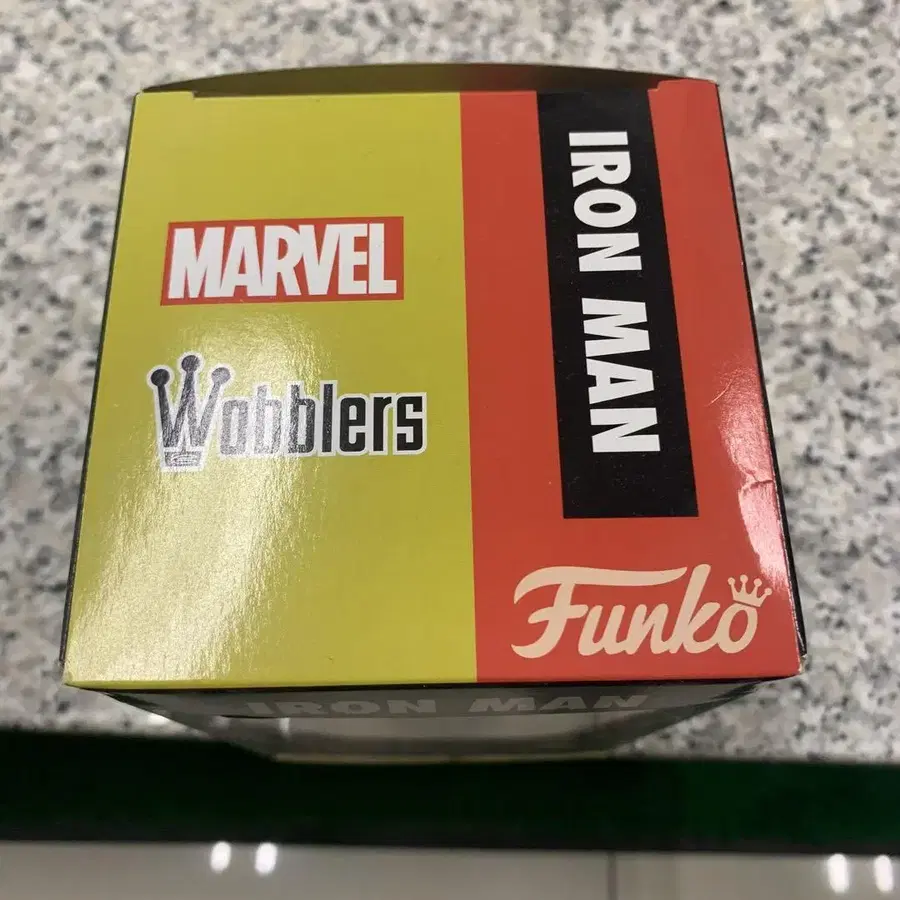 MARVEL
Wobblers
IRON MAN
Funko
IRON MAN